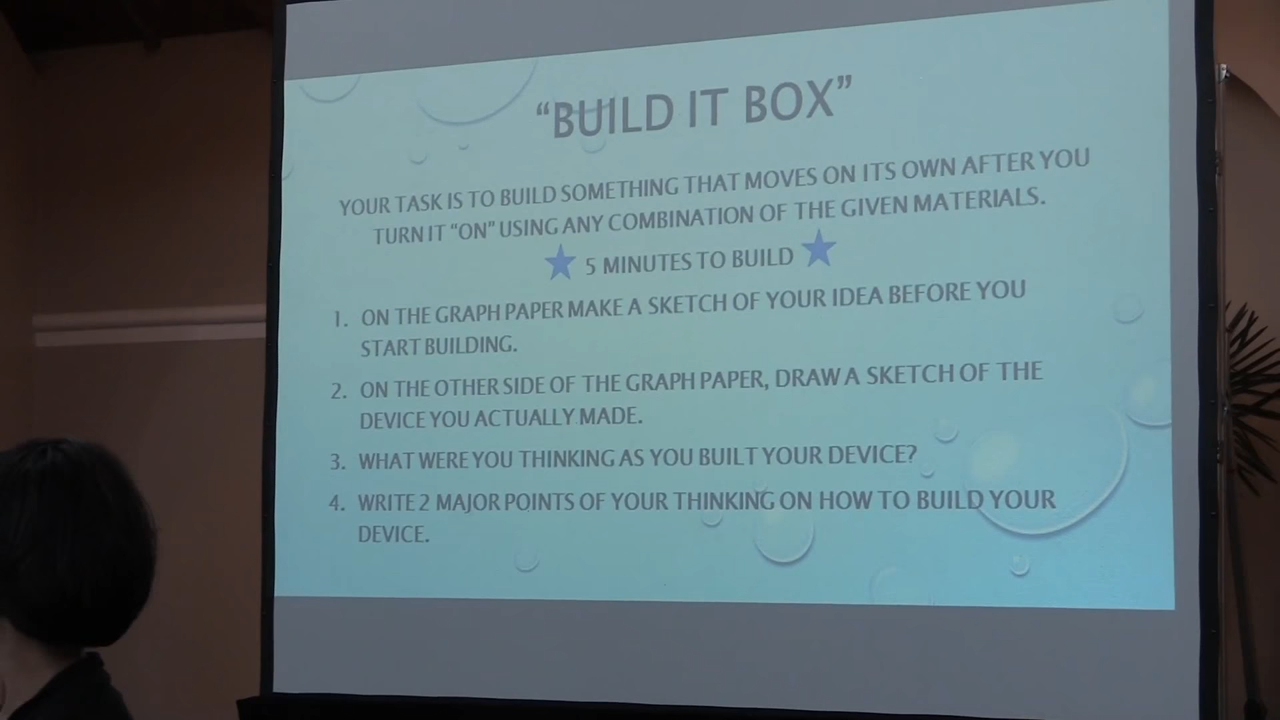 “BUILD IT BOX”
YOUR TASK IS TO BUILD SOMETHING THAT MOVES ON ITS OWN AFTER YOU
TURN IT “ON” USING ANY COMBINATION OF THE GIVEN MATERIALS.
5 MINUTES TO BUILD
1. ON THE GRAPH PAPER MAKE A SKETCH OF YOUR IDEA BEFORE YOU
START BUILDING.
2. ON THE OTHER SIDE OF THE GRAPH PAPER, DRAW A SKETCH OF THE
DEVICE YOU ACTUALLY MADE.
3. WHAT WERE YOU THINKING AS YOU BUILT YOUR DEVICE?
4. WRITE 2 MAJOR POINTS OF YOUR THINKING ON HOW TO BUILD YOUR
DEVICE.